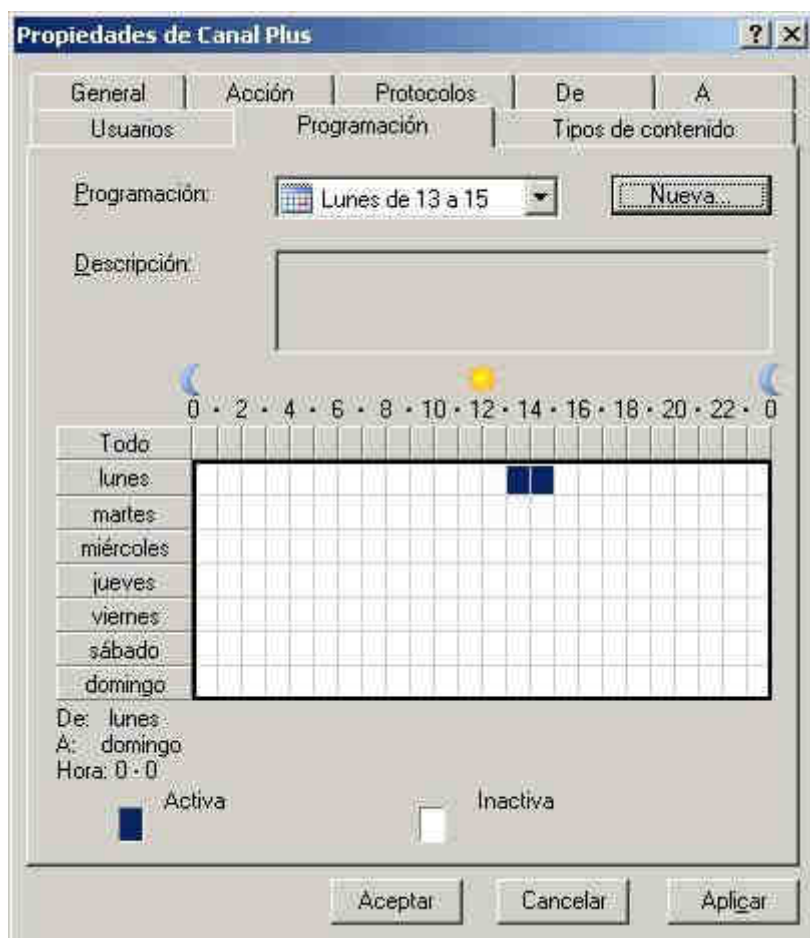 Propiedades de Canal Plus
General Acción Protocolos De A
Usuarios Programación Tipos de contenido
Programación: Lunes de 13 a 15 Nueva...
Descripción:
0 · 2 · 4 · 6 · 8 · 10 · 12 · 14 · 16 · 18 · 20 · 22 · 0
Todo
lunes
martes
miércoles
jueves
viernes
sábado
domingo
De: lunes
A: domingo
Hora: 0 - 0
Activa Inactiva
Aceptar Cancelar Aplicar